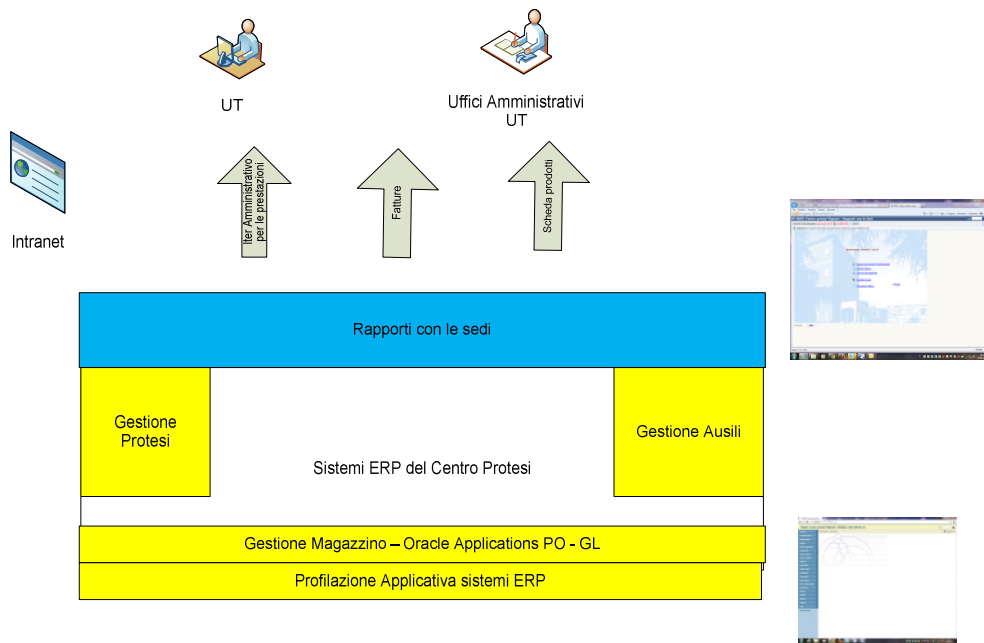 UT
Uffici Amministrativi
UT
Iter Amministrativo
per le prestazioni
Fatture
Scheda prodotti
Intranet
Rapporti con le sedi
Gestione
Protesi
Gestione Ausili
Sistemi ERP del Centro Protesi
Gestione Magazzino – Oracle Applications PO - GL
Profilazione Applicativa sistemi ERP